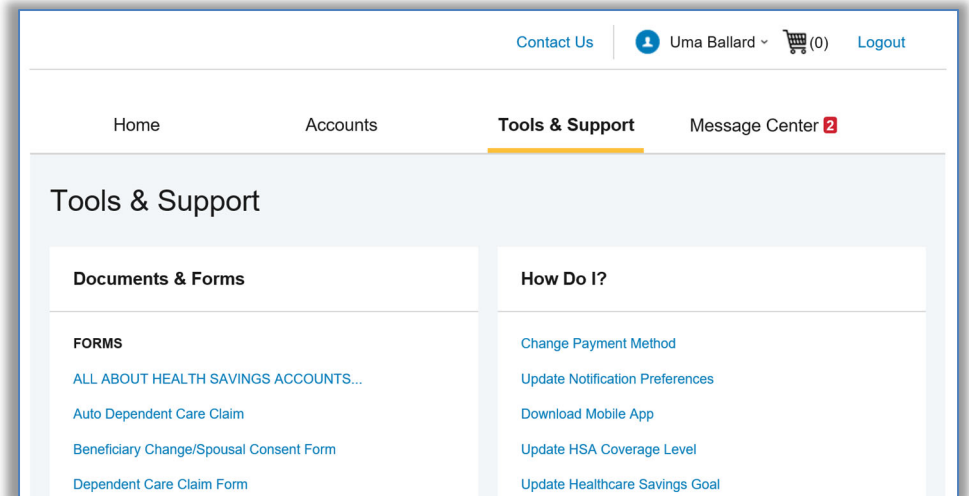 Contact Us
Uma Ballard
(0)
Logout
Home
Accounts
Tools & Support
Message Center 2
Tools & Support
Documents & Forms
FORMS
ALL ABOUT HEALTH SAVINGS ACCOUNTS...
Auto Dependent Care Claim
Beneficiary Change/Spousal Consent Form
Dependent Care Claim Form
How Do I?
Change Payment Method
Update Notification Preferences
Download Mobile App
Update HSA Coverage Level
Update Healthcare Savings Goal